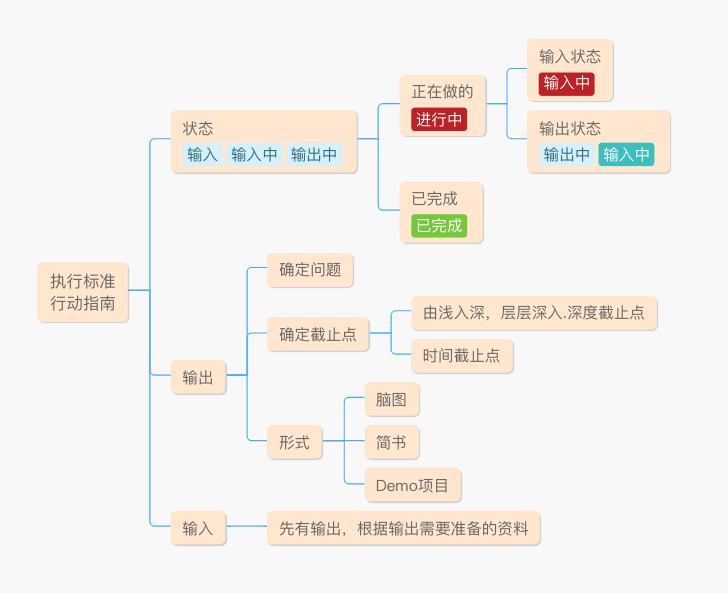 执行标准
行动指南
状态
输入 输入中 输出中
正在做的
进行中
输入状态
输入中
输出状态
输出中 输入中
已完成
已完成
输出
确定问题
确定截止点
由浅入深，层层深入.深度截止点
时间截止点
形式
脑图
简书
Demo项目
输入
先有输出，根据输出需要准备的资料